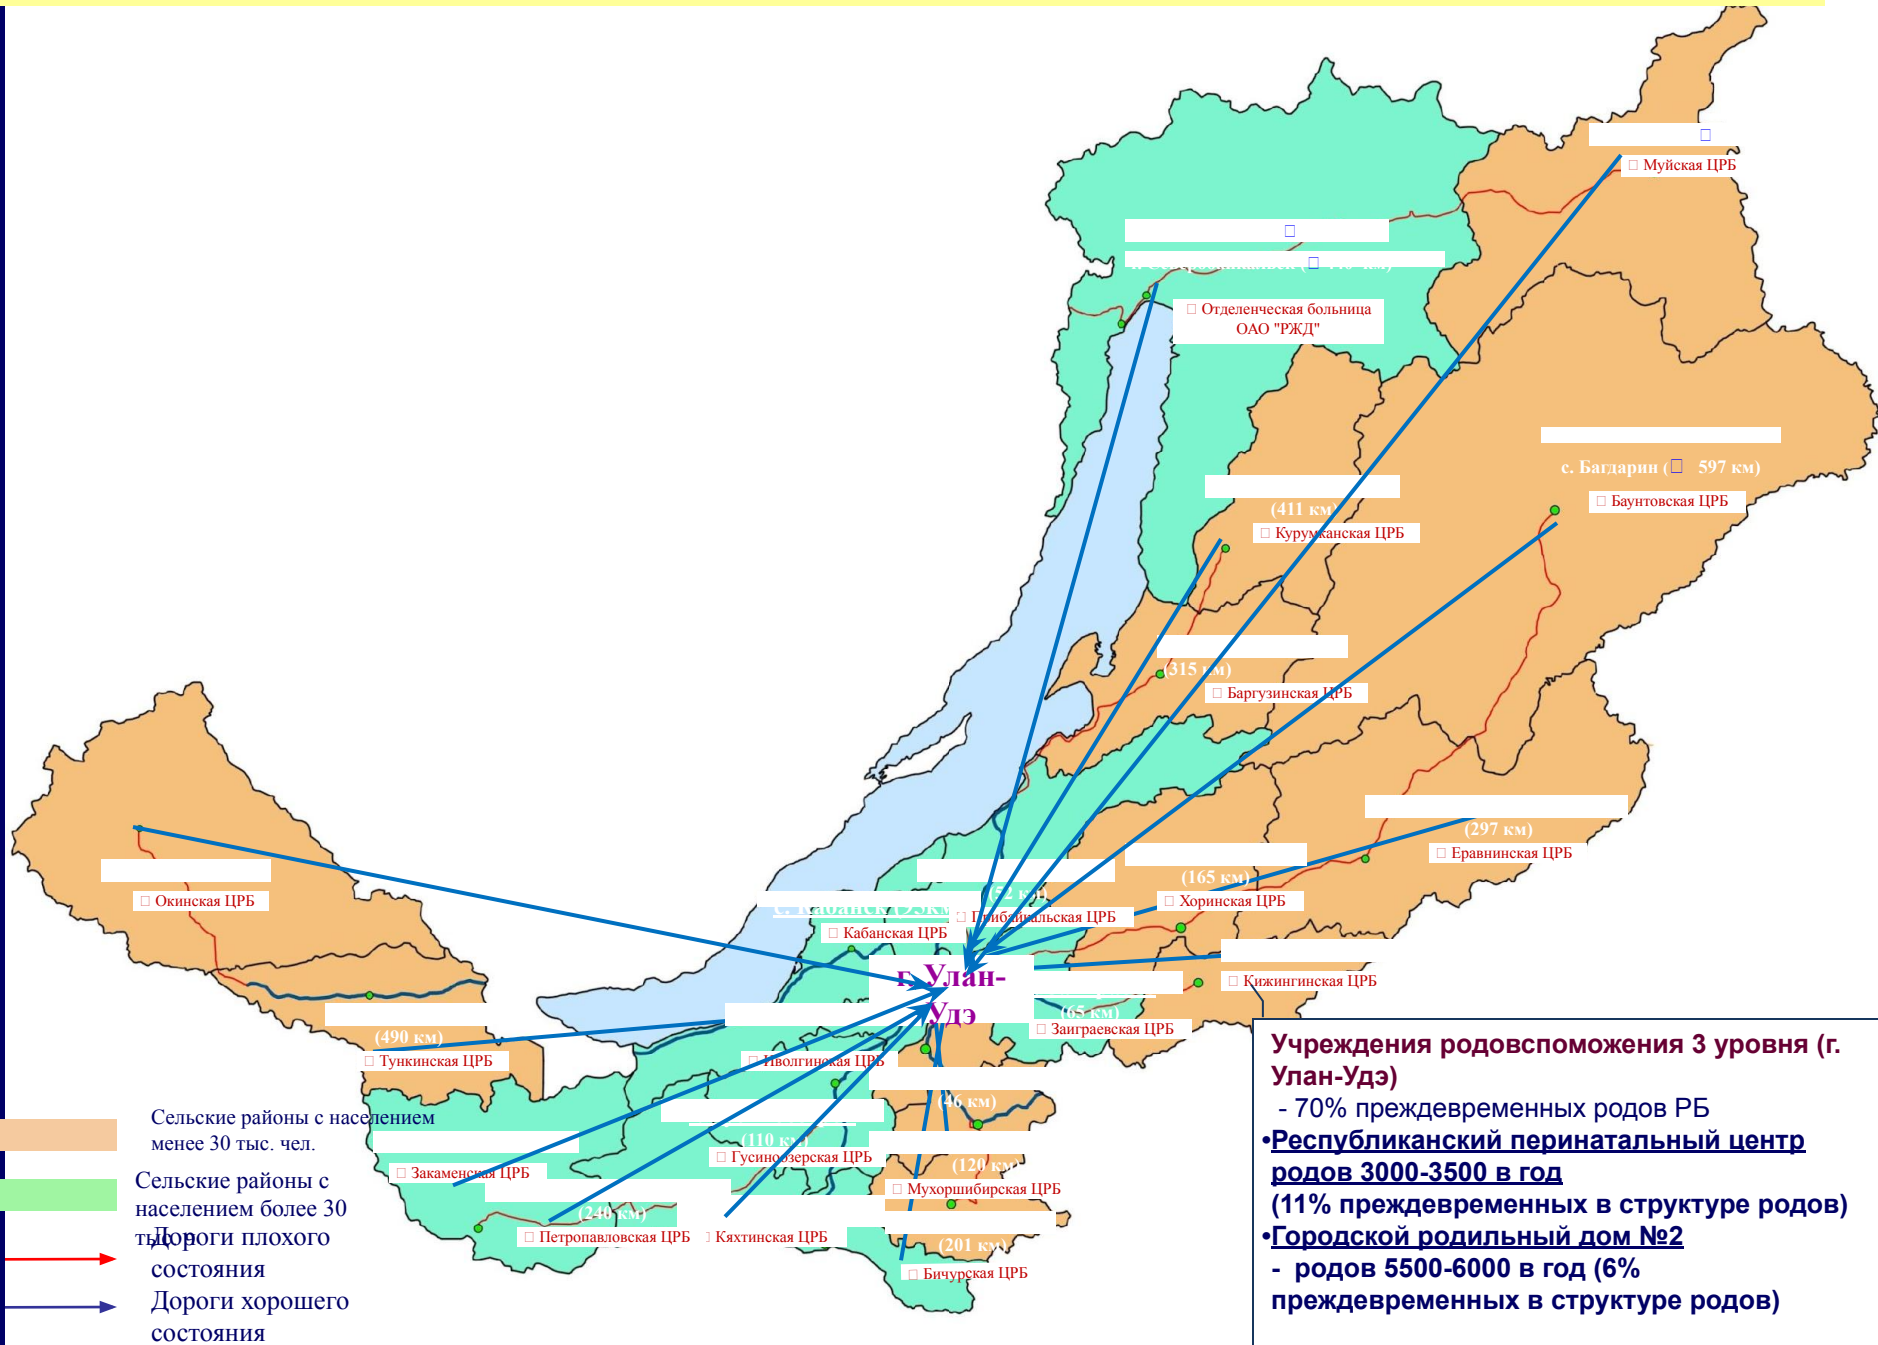 Муйская ЦРБ
Отделенческая больница
ОАО "РЖД"
с. Багдарин ( 597 км)
Баунтовская ЦРБ
(411 км)
Курумканская ЦРБ
(315 км)
Баргузинская ЦРБ
(297 км)
Еравнинская ЦРБ
(165 км)
Хоринская ЦРБ
(52 км)
Прибайкальская ЦРБ
с. Кабанск (93км
Кабанская ЦРБ
Окинская ЦРБ
г. Улан-
Удэ
Кижингинская ЦРБ
(65 км)
Заиграевская ЦРБ
(490 км)
Тункинская ЦРБ
Иволгинская ЦРБ
(46 км)
(110 км)
Гусиноозерская ЦРБ
(120 км)
Мухоршибирская ЦРБ
Закаменская ЦРБ
(240 км)
Петропавловская ЦРБ
Кяхтинская ЦРБ
(201 км)
Бичурская ЦРБ
Сельские районы с населением
менее 30 тыс. чел.
Сельские районы с
населением более 30
Дороги плохого
состояния
Дороги хорошего
состояния
Учреждения родовспоможения 3 уровня (г.
Улан-Удэ)
- 70% преждевременных родов РБ
•Республиканский перинатальный центр
родов 3000-3500 в год
(11% преждевременных в структуре родов)
•Городской родильный дом №2
- родов 5500-6000 в год (6%
преждевременных в структуре родов)